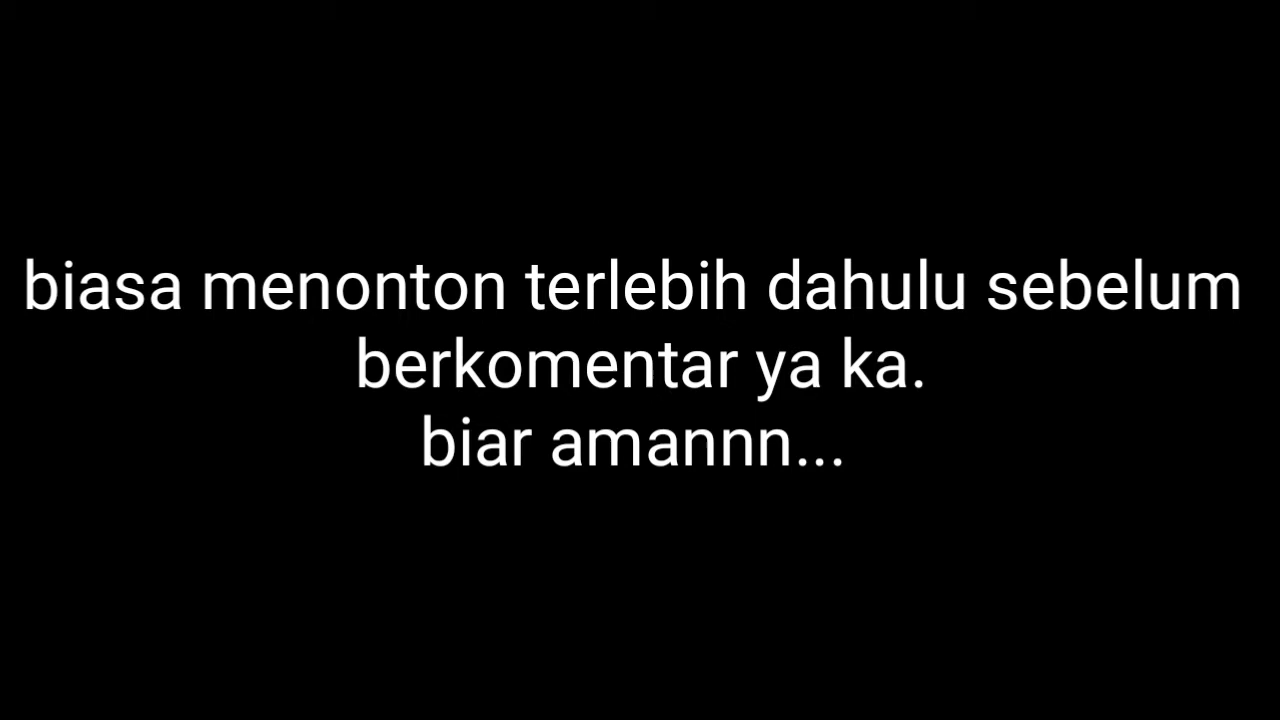 biasa menonton terlebih dahulu sebelum
berkomentar ya ka.
biar amannn...